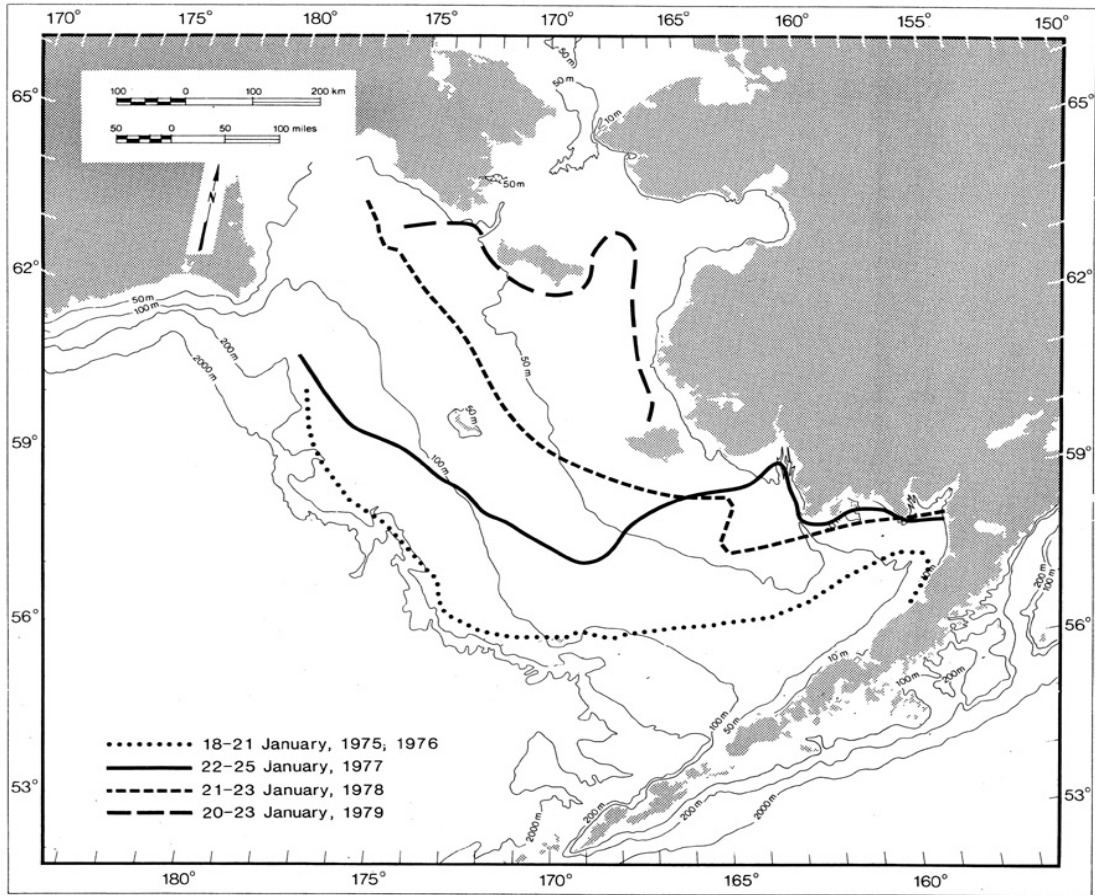 170° 175° 180° 175° 170° 165° 160° 155° 150°
50m
50m
10m
65° 65°
100 0 100 200 km
50 0 50 100 miles
N
50m
62° 62°
50m
100m
200m
2000m
50m
50m
59° 59°
100m
10m
200m
100m
56° 56°
10m
100m
200m
100m
50m
18-21 January, 1975; 1976
22-25 January, 1977
21-23 January, 1978
20-23 January, 1979
53° 53°
200m
200m
2000m
2000m
180° 170° 165° 160°